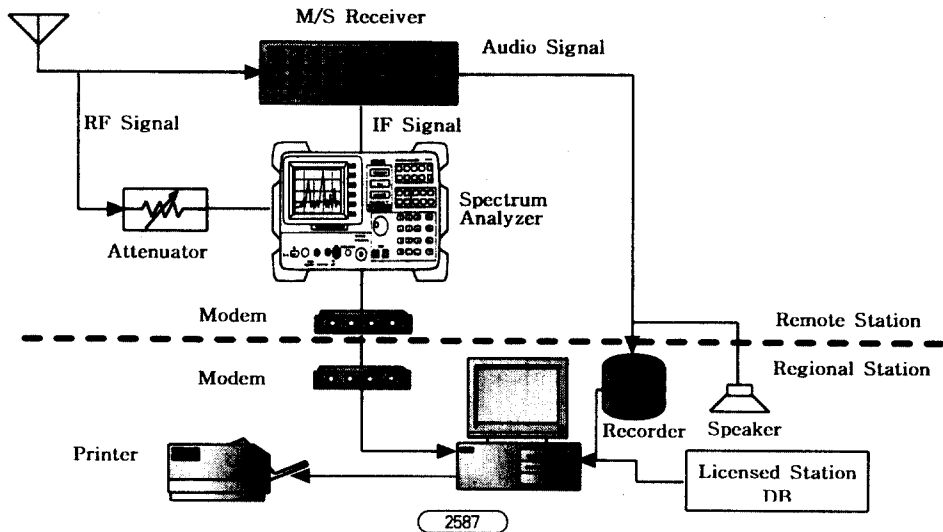 M/S Receiver
Audio Signal
RF Signal
IF Signal
Spectrum
Analyzer
Attenuator
Modem
Remote Station
Modem
Regional Station
Recorder
Speaker
Printer
Licensed Station
DB
2587